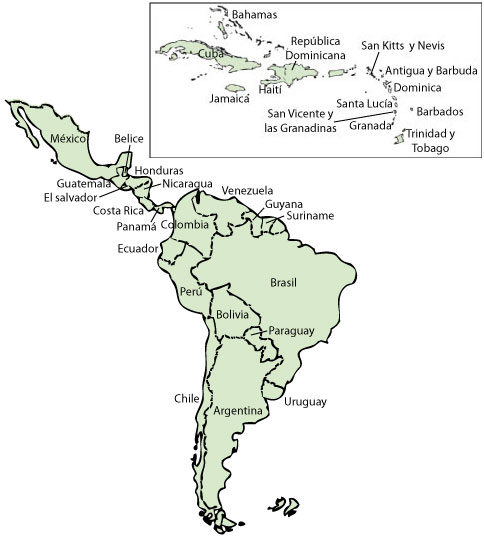 Bahamas
República
Dominicana
Cuba
San Kitts y Nevis
Antigua y Barbuda
Dominica
Jamaica
Haití
Santa Lucía
San Vicente y
las Granadinas
Barbados
Granada
Trinidad y
Tobago
México
Belice
Honduras
Guatemala
Nicaragua
El salvador
Costa Rica
Panamá
Venezuela
Guyana
Suriname
Colombia
Ecuador
Perú
Brasil
Bolivia
Paraguay
Chile
Argentina
Uruguay